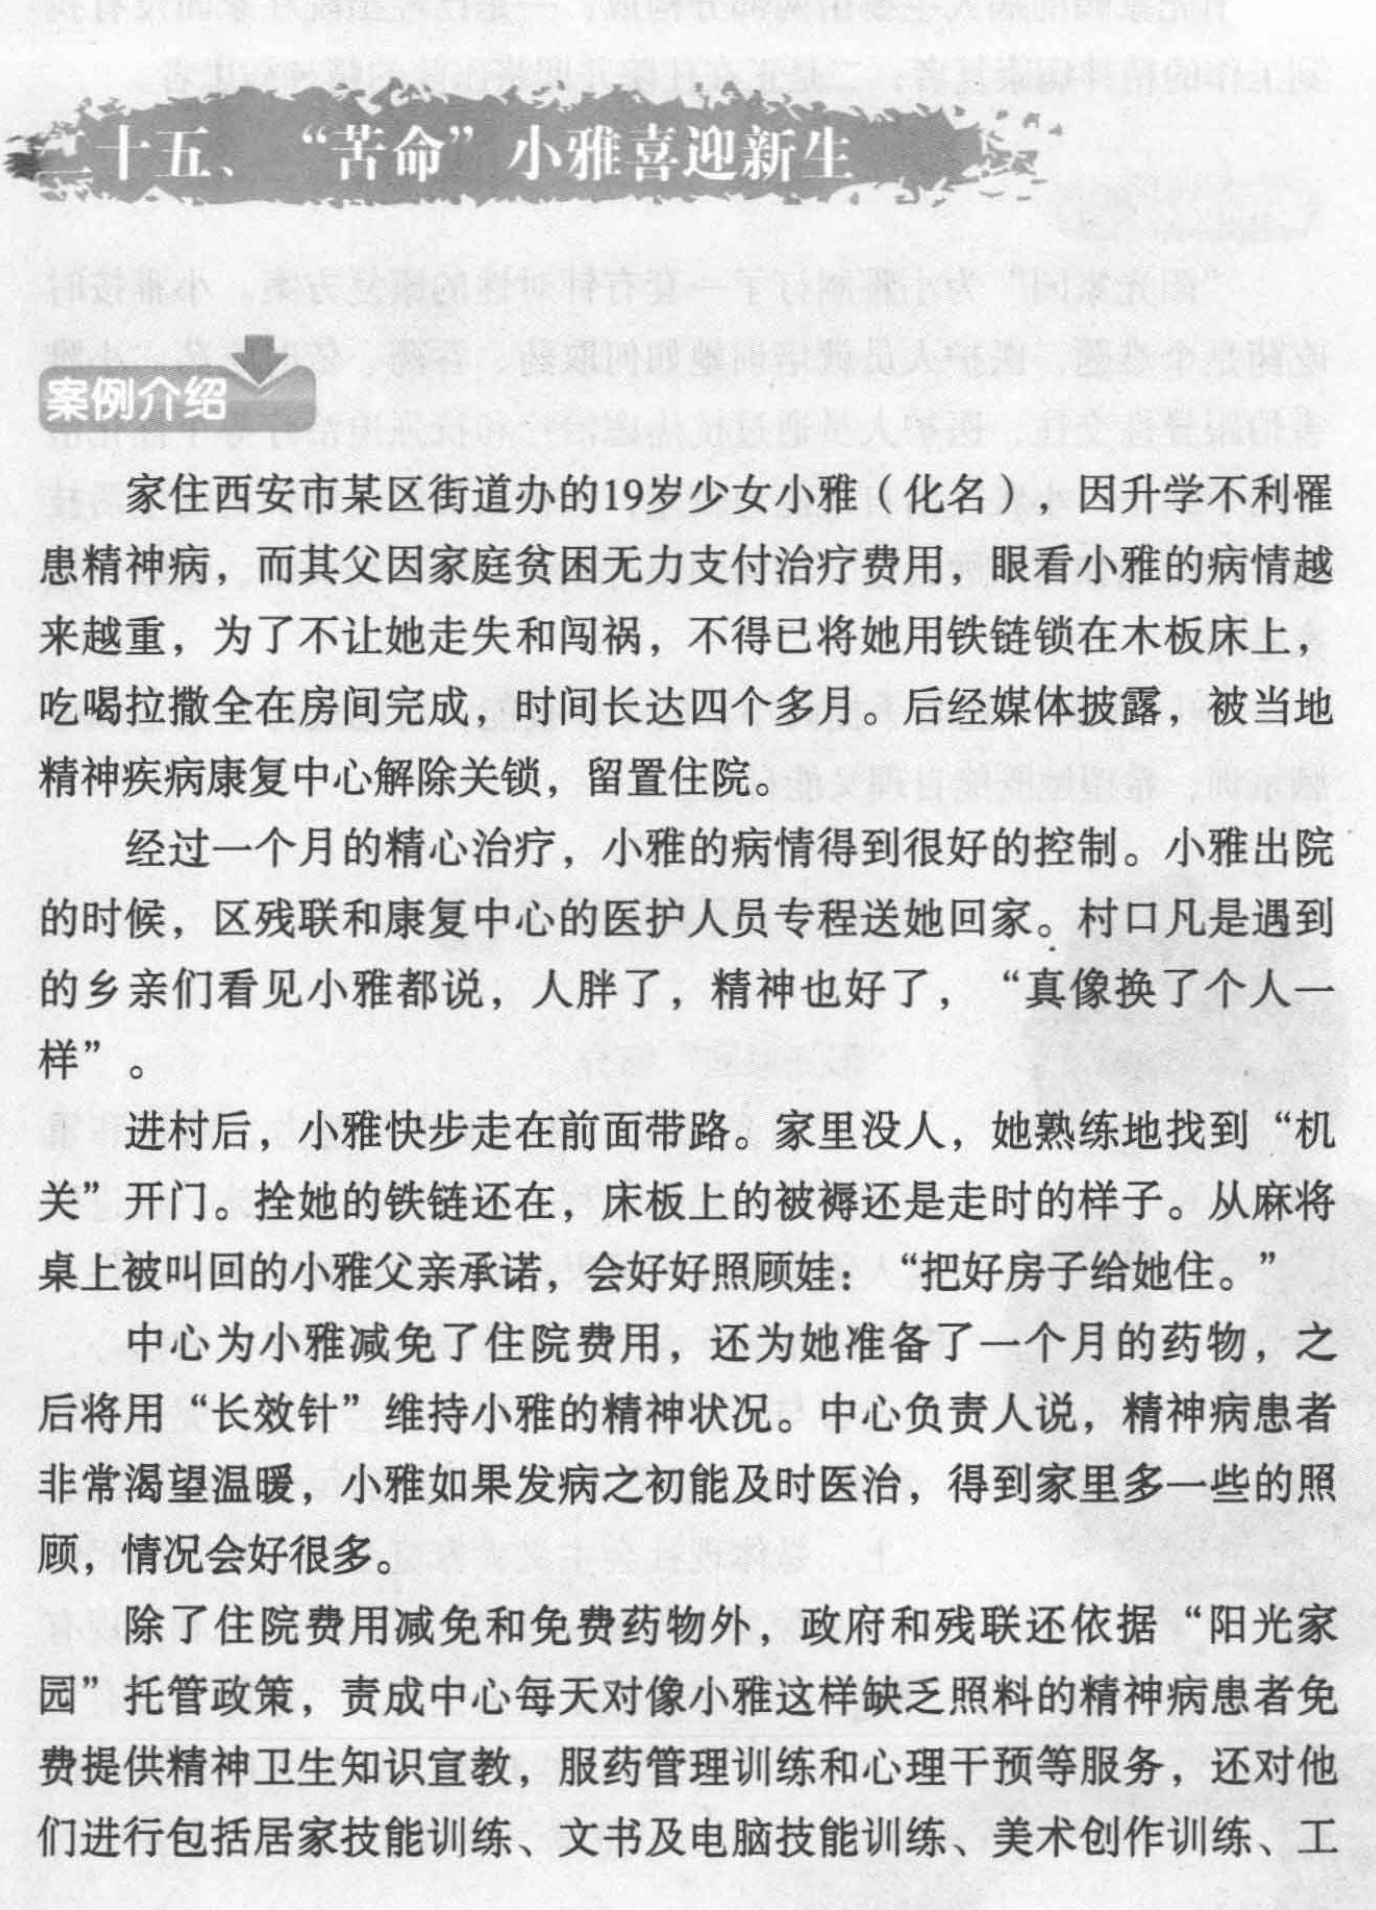 二十五、“苦命”小雅喜迎新生
案例介绍
家住西安市某区街道办的19岁少女小雅（化名），因升学不利罹
患精神病，而其父因家庭贫困无力支付治疗费用，眼看小雅的病情越
来越重，为了不让她走失和闯祸，不得已将她用铁链锁在木板床上，
吃喝拉撒全在房间完成，时间长达四个多月。后经媒体披露，被当地
精神疾病康复中心解除关锁，留置住院。
经过一个月的精心治疗，小雅的病情得到很好的控制。小雅出院
的时候，区残联和康复中心的医护人员专程送她回家。村口凡是遇到
的乡亲们看见小雅都说，人胖了，精神也好了，“真像换了个人一
样”。
进村后，小雅快步走在前面带路。家里没人，她熟练地找到“机
关”开门。拴她的铁链还在，床板上的被褥还是走时的样子。从麻将
桌上被叫回的小雅父亲承诺，会好好照顾娃：“把好房子给她住。”
中心为小雅减免了住院费用，还为她准备了一个月的药物，之
后将用“长效针”维持小雅的精神状况。中心负责人说，精神病患者
非常渴望温暖，小雅如果发病之初能及时医治，得到家里多一些的照
顾，情况会好很多。
除了住院费用减免和免费药物外，政府和残联还依据“阳光家
园”托管政策，责成中心每天对像小雅这样缺乏照料的精神病患者免
费提供精神卫生知识宣教，服药管理训练和心理干预等服务，还对他
们进行包括居家技能训练、文书及电脑技能训练、美术创作训练、工